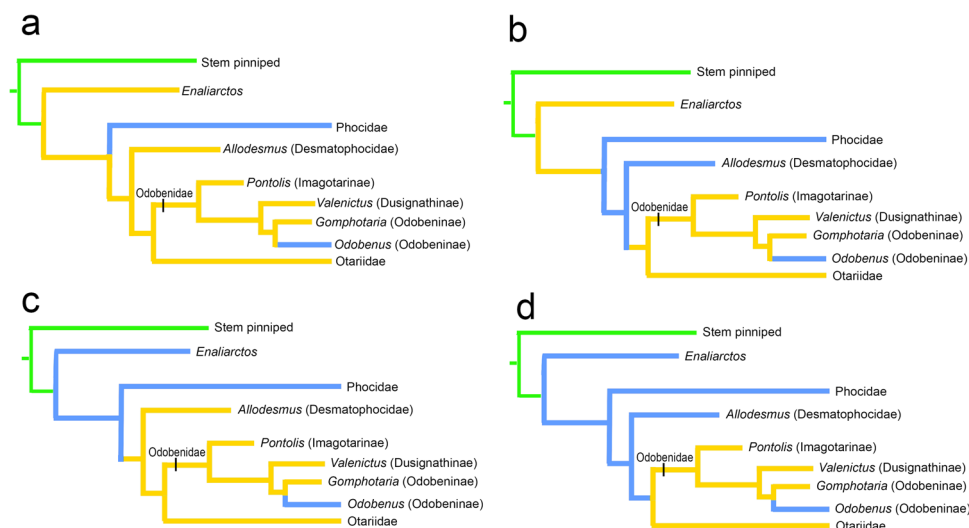 a
Stem pinniped
Enaliarctos
Phocidae
Allodesmus (Desmatophocidae)
Odobenidae
Pontolis (Imagotarinae)
Valenictus (Dusignathinae)
Gomphotaria (Odobeninae)
Odobenus (Odobeninae)
Otariidae
b
Stem pinniped
Enaliarctos
Phocidae
Allodesmus (Desmatophocidae)
Pontolis (Imagotarinae)
Odobenidae
Valenictus (Dusignathinae)
Gomphotaria (Odobeninae)
Odobenus (Odobeninae)
Otariidae
c
Stem pinniped
Enaliarctos
Phocidae
Allodesmus (Desmatophocidae)
Pontolis (Imagotarinae)
Odobenidae
Valenictus (Dusignathinae)
Gomphotaria (Odobeninae)
Odobenus (Odobeninae)
Otariidae
d
Stem pinniped
Enaliarctos
Phocidae
Allodesmus (Desmatophocidae)
Pontolis (Imagotarinae)
Odobenidae
Valenictus (Dusignathinae)
Gomphotaria (Odobeninae)
Odobenus (Odobeninae)
Otariidae